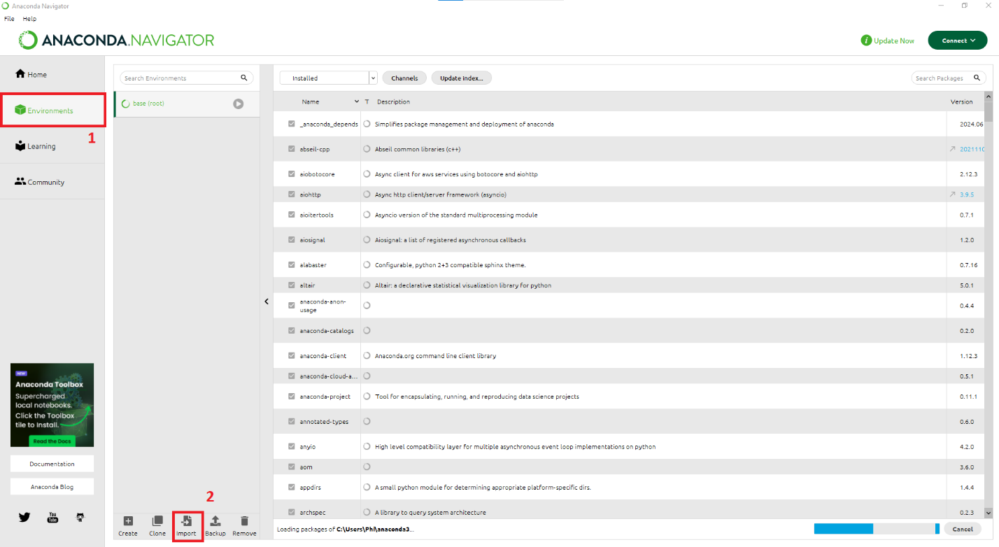 Anaconda Navigator
File Help
ANACONDA.NAVIGATOR
i Update Now
Connect
Home
Environments
1
Learning
Community
NEW
Anaconda Toolbox
Supercharged
local notebooks.
Click the Toolbox
tile to Install.
Read the Docs
Documentation
Anaconda Blog
You
Tube
Search Environments
base (root)
2
Create Clone Import Backup Remove
Installed Channels Update index... Search Packages
Name T Description Version
_anaconda_depends Simplifies package management and deployment of anaconda 2024.06
abseil-cpp Abseil common libraries (c++) 2021110
aiobotocore Async client for aws services using botocore and aiohttp 2.12.3
aiohttp Async http client/server framework (asyncio) 3.9.5
aioitertools Asyncio version of the standard multiprocessing module 0.7.1
aiosignal Aiosignal: a list of registered asynchronous callbacks 1.2.0
alabaster Configurable, python 2+3 compatible sphinx theme. 0.7.16
altair Altair: a declarative statistical visualization library for python 5.0.1
anaconda-anon-
usage 0.4.4
anaconda-catalogs 0.2.0
anaconda-client Anaconda.org command line client library 1.12.3
anaconda-cloud-a... 0.5.1
anaconda-project Tool for encapsulating, running, and reproducing data science projects 0.11.1
annotated-types 0.6.0
anyio High level compatibility layer for multiple asynchronous event loop implementations on python 4.2.0
aom 3.6.0
appdirs A small python module for determining appropriate platform-specific dirs. 1.4.4
archspec A library to query system architecture 0.2.3
Loading packages of C:\Users\Phi\anaconda3... Cancel